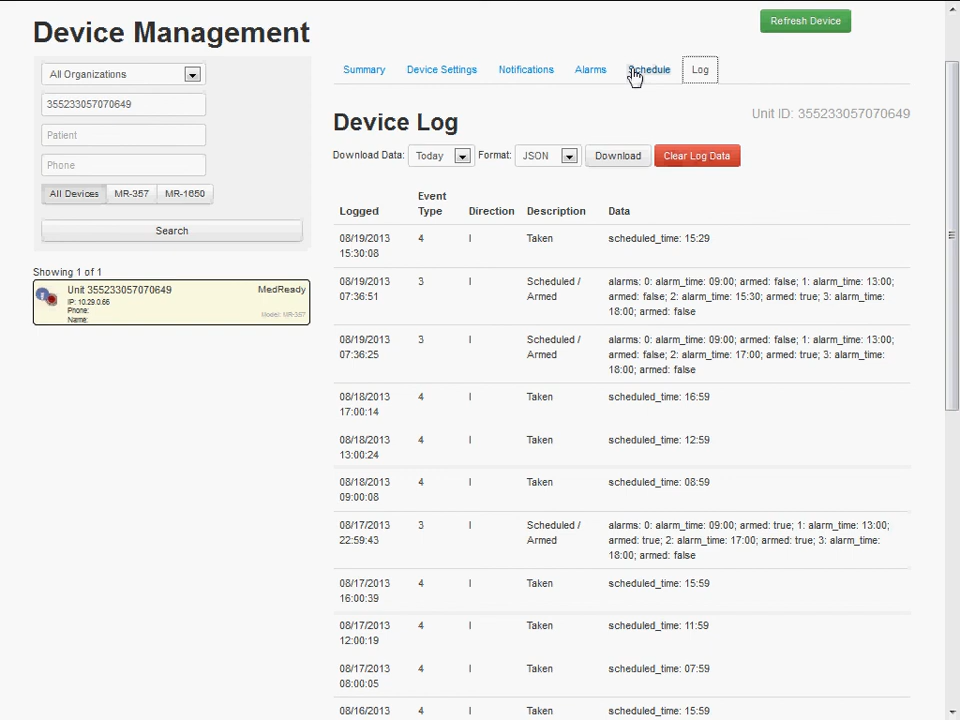 Device Management
Refresh Device
All Organizations
355233057070649
Patient
Phone
All Devices MR-357 MR-1650
Search
Showing 1 of 1
Unit 355233057070649 MedReady
IP: 10.29.0.66
Phone:
Name:
Model: MR-357
Summary Device Settings Notifications Alarms Schedule Log
Unit ID: 355233057070649
Device Log
Download Data: Today Format: JSON Download Clear Log Data
Logged Event Type Direction Description Data
08/19/2013 4 I Taken scheduled_time: 15:29
15:30:08
08/19/2013 3 I Scheduled / alarms: 0: alarm_time: 09:00; armed: false; 1: alarm_time: 13:00;
07:36:51 Armed armed: false; 2: alarm_time: 15:30; armed: true; 3: alarm_time:
18:00; armed: false
08/19/2013 3 I Scheduled / alarms: 0: alarm_time: 09:00; armed: false; 1: alarm_time: 13:00;
07:36:25 Armed armed: false; 2: alarm_time: 17:00; armed: true; 3: alarm_time:
18:00; armed: false
08/18/2013 4 I Taken scheduled_time: 16:59
17:00:14
08/18/2013 4 I Taken scheduled_time: 12:59
13:00:24
08/18/2013 4 I Taken scheduled_time: 08:59
09:00:08
08/17/2013 3 I Scheduled / alarms: 0: alarm_time: 09:00; armed: true; 1: alarm_time: 13:00;
22:59:43 Armed armed: true; 2: alarm_time: 17:00; armed: true; 3: alarm_time:
18:00; armed: false
08/17/2013 4 I Taken scheduled_time: 15:59
16:00:39
08/17/2013 4 I Taken scheduled_time: 11:59
12:00:19
08/17/2013 4 I Taken scheduled_time: 07:59
08:00:05
08/16/2013 4 I Taken scheduled_time: 15:59